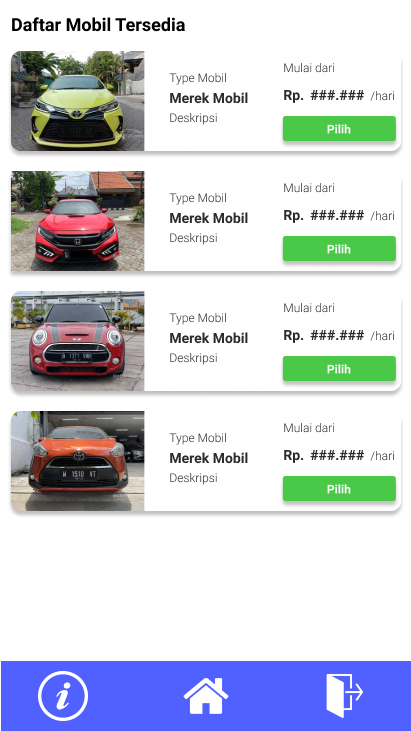 Daftar Mobil Tersedia
Type Mobil
Merek Mobil
Deskripsi
Mulai dari
Rp. ###.### /hari
Pilih
Type Mobil
Merek Mobil
Deskripsi
Mulai dari
Rp. ###.### /hari
Pilih
Type Mobil
Merek Mobil
Deskripsi
Mulai dari
Rp. ###.### /hari
Pilih
W 1510 VT
Type Mobil
Merek Mobil
Deskripsi
Mulai dari
Rp. ###.### /hari
Pilih
i